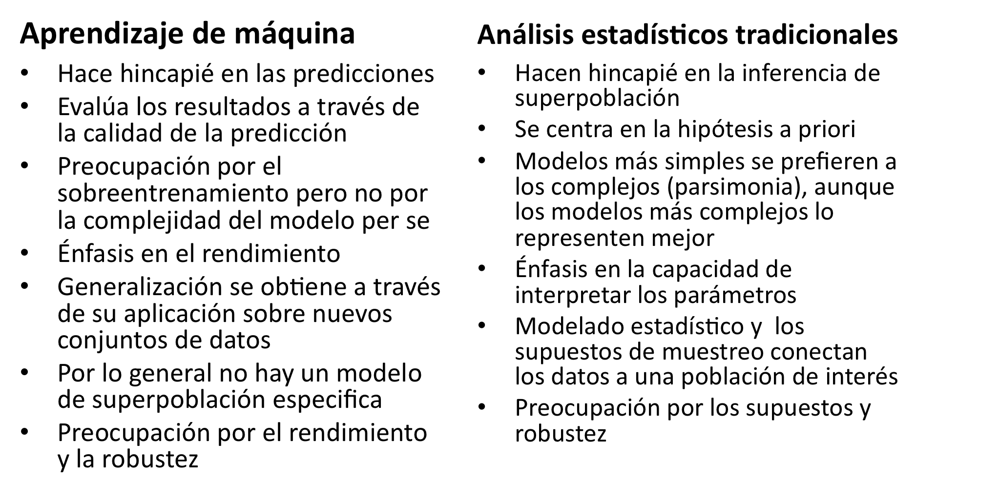 Aprendizaje de máquina
• Hace hincapié en las predicciones
• Evalúa los resultados a través de
la calidad de la predicción
• Preocupación por el
sobreentrenamiento pero no por
la complejidad del modelo per se
• Énfasis en el rendimiento
• Generalización se obtiene a través
de su aplicación sobre nuevos
conjuntos de datos
• Por lo general no hay un modelo
de superpoblación especifica
• Preocupación por el rendimiento
y la robustez
Análisis estadísticos tradicionales
• Hacen hincapié en la inferencia de
superpoblación
• Se centra en la hipótesis a priori
• Modelos más simples se prefieren a
los complejos (parsimonia), aunque
los modelos más complejos lo
representen mejor
• Énfasis en la capacidad de
interpretar los parámetros
• Modelado estadístico y  los
supuestos de muestreo conectan
los datos a una población de interés
• Preocupación por los supuestos y
robustez